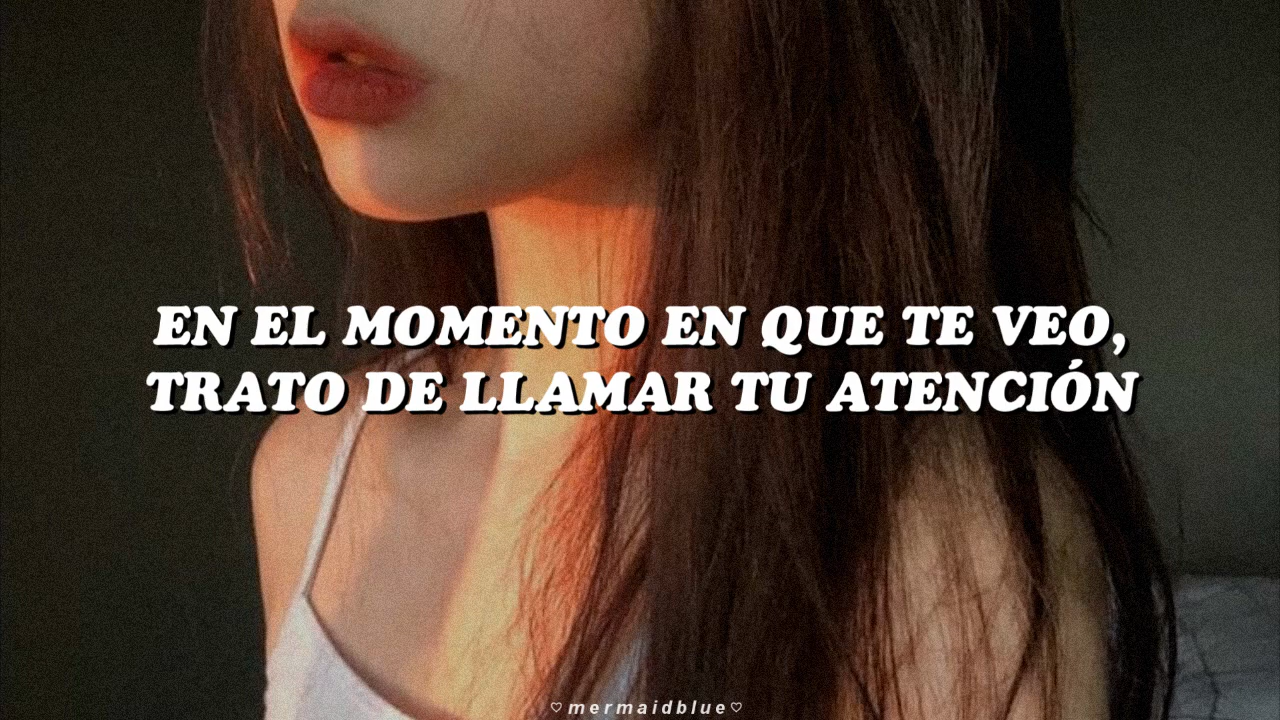 EN EL MOMENTO EN QUE TE VEO,
TRATO DE LLAMAR TU ATENCIÓN
♡mermaidblue♡